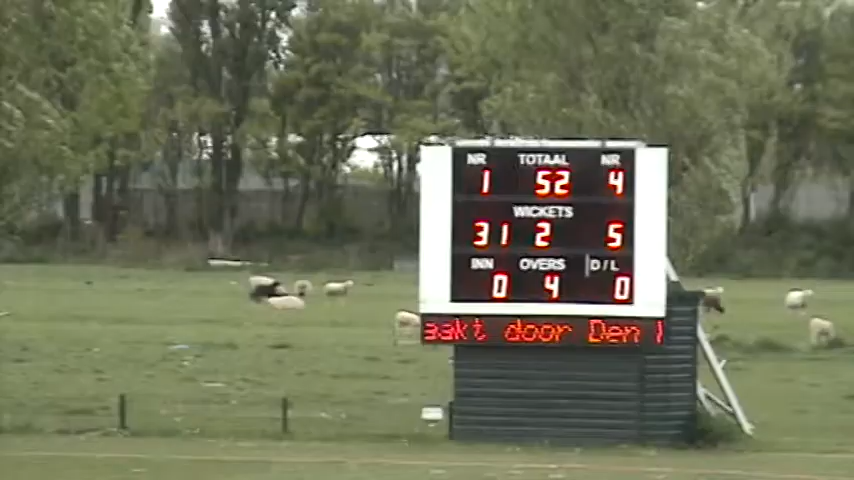 NR TOTAAL NR
1 52 4
WICKETS
31 2 5
INN OVERS D/L
0 4 0
aakt door Den